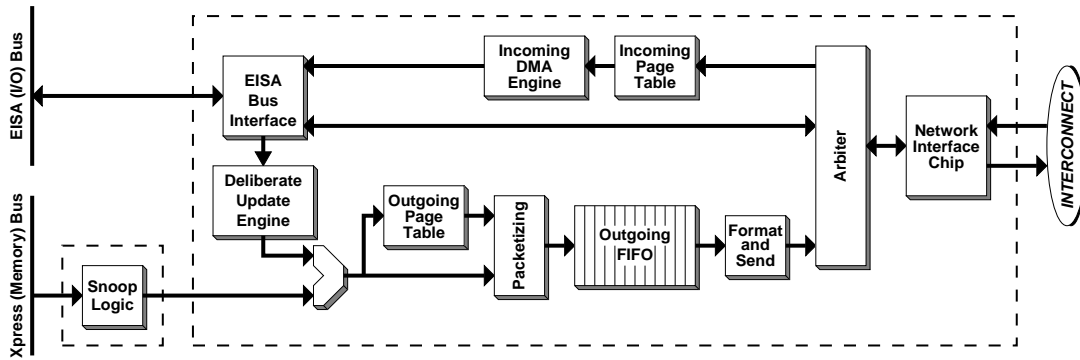 EISA (I/O) Bus
EISA
Bus
Interface
Incoming
DMA
Engine
Incoming
Page
Table
Arbiter
Network
Interface
Chip
INTERCONNECT
Deliberate
Update
Engine
Outgoing
Page
Table
Packetizing
Outgoing
FIFO
Format
and
Send
Xpress (Memory) Bus
Snoop
Logic